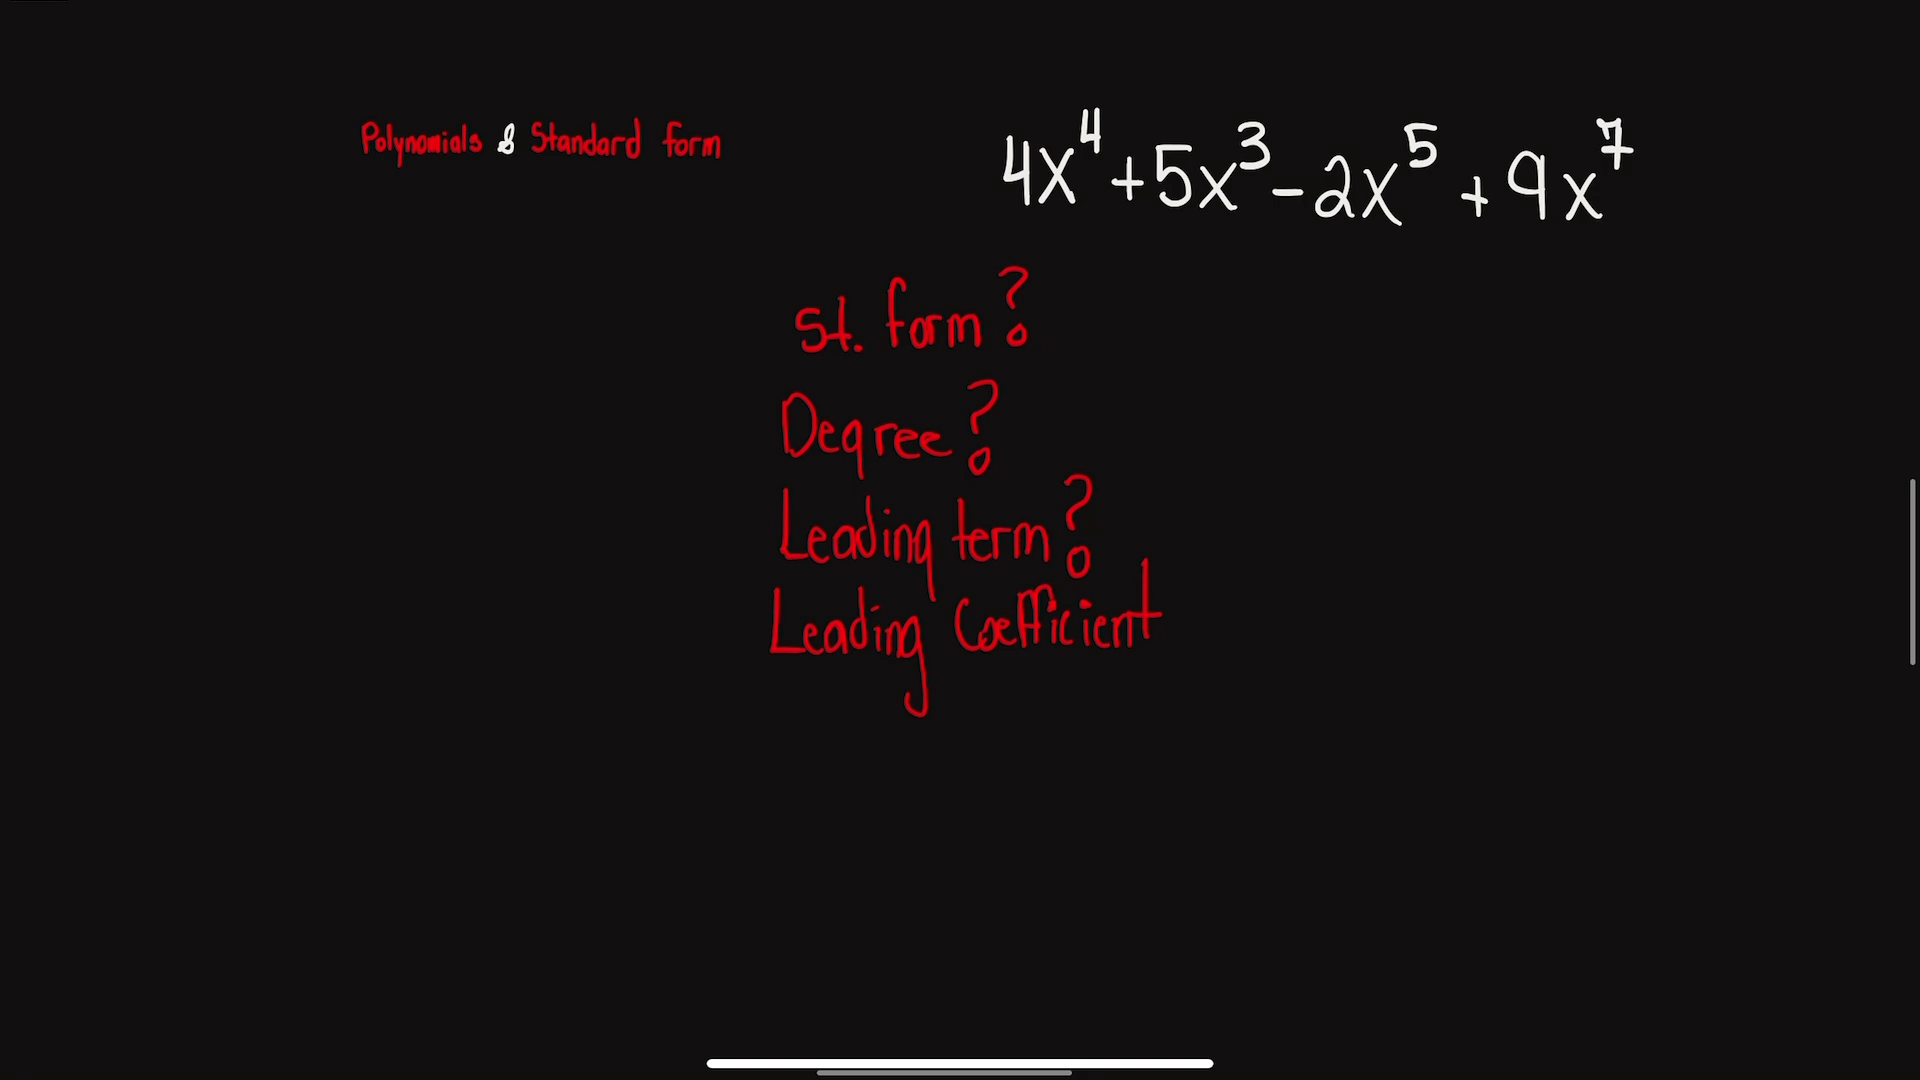 Polynomials & Standard form
4x⁴+5x³-2x⁵+9x⁷
St. form?
Degree?
Leading term?
Leading Coefficient